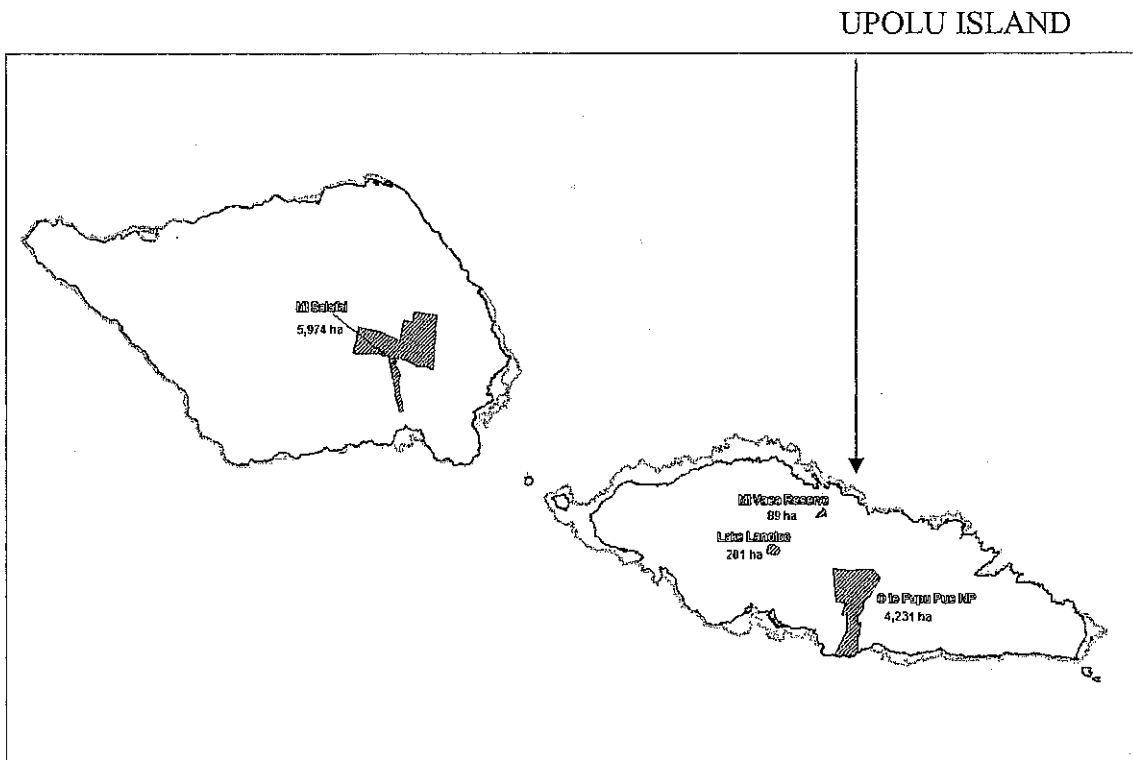 UPOLU ISLAND
Mt Salafai
5,974 ha
Mt Vaea Reserve
89 ha
Lake Lanotoo
201 ha
O le Pupu Pue NP
4,231 ha